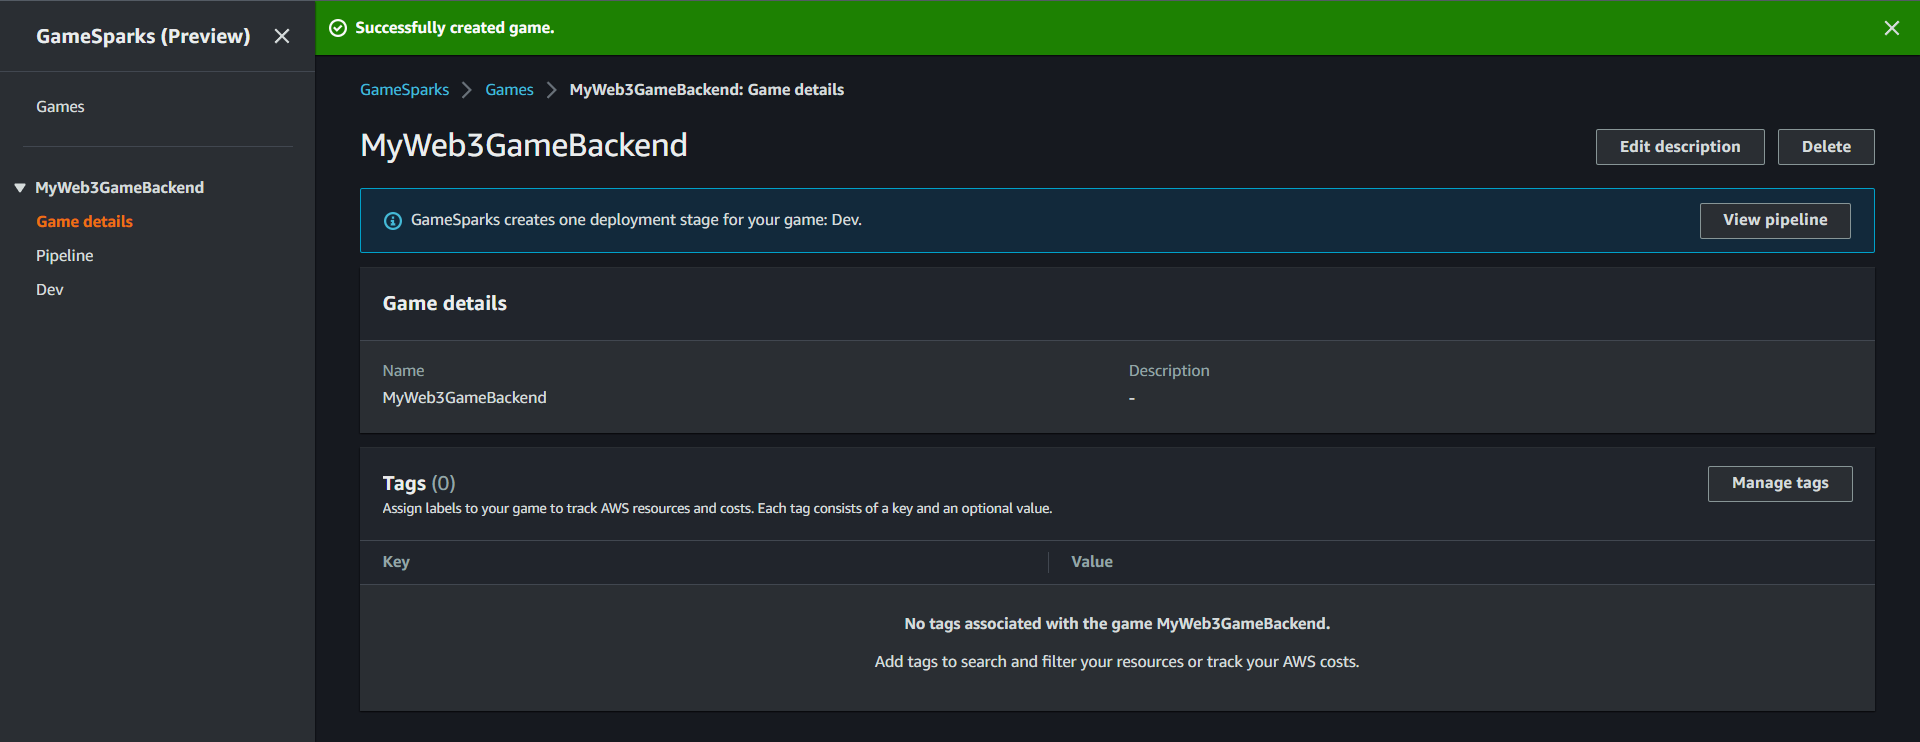 GameSparks (Preview)
Games
MyWeb3GameBackend
Game details
Pipeline
Dev
Successfully created game.
GameSparks > Games > MyWeb3GameBackend: Game details
MyWeb3GameBackend
Edit description
Delete
GameSparks creates one deployment stage for your game: Dev.
View pipeline
Game details
Name
MyWeb3GameBackend
Description
-
Tags (0)
Assign labels to your game to track AWS resources and costs. Each tag consists of a key and an optional value.
Manage tags
Key
Value
No tags associated with the game MyWeb3GameBackend.
Add tags to search and filter your resources or track your AWS costs.